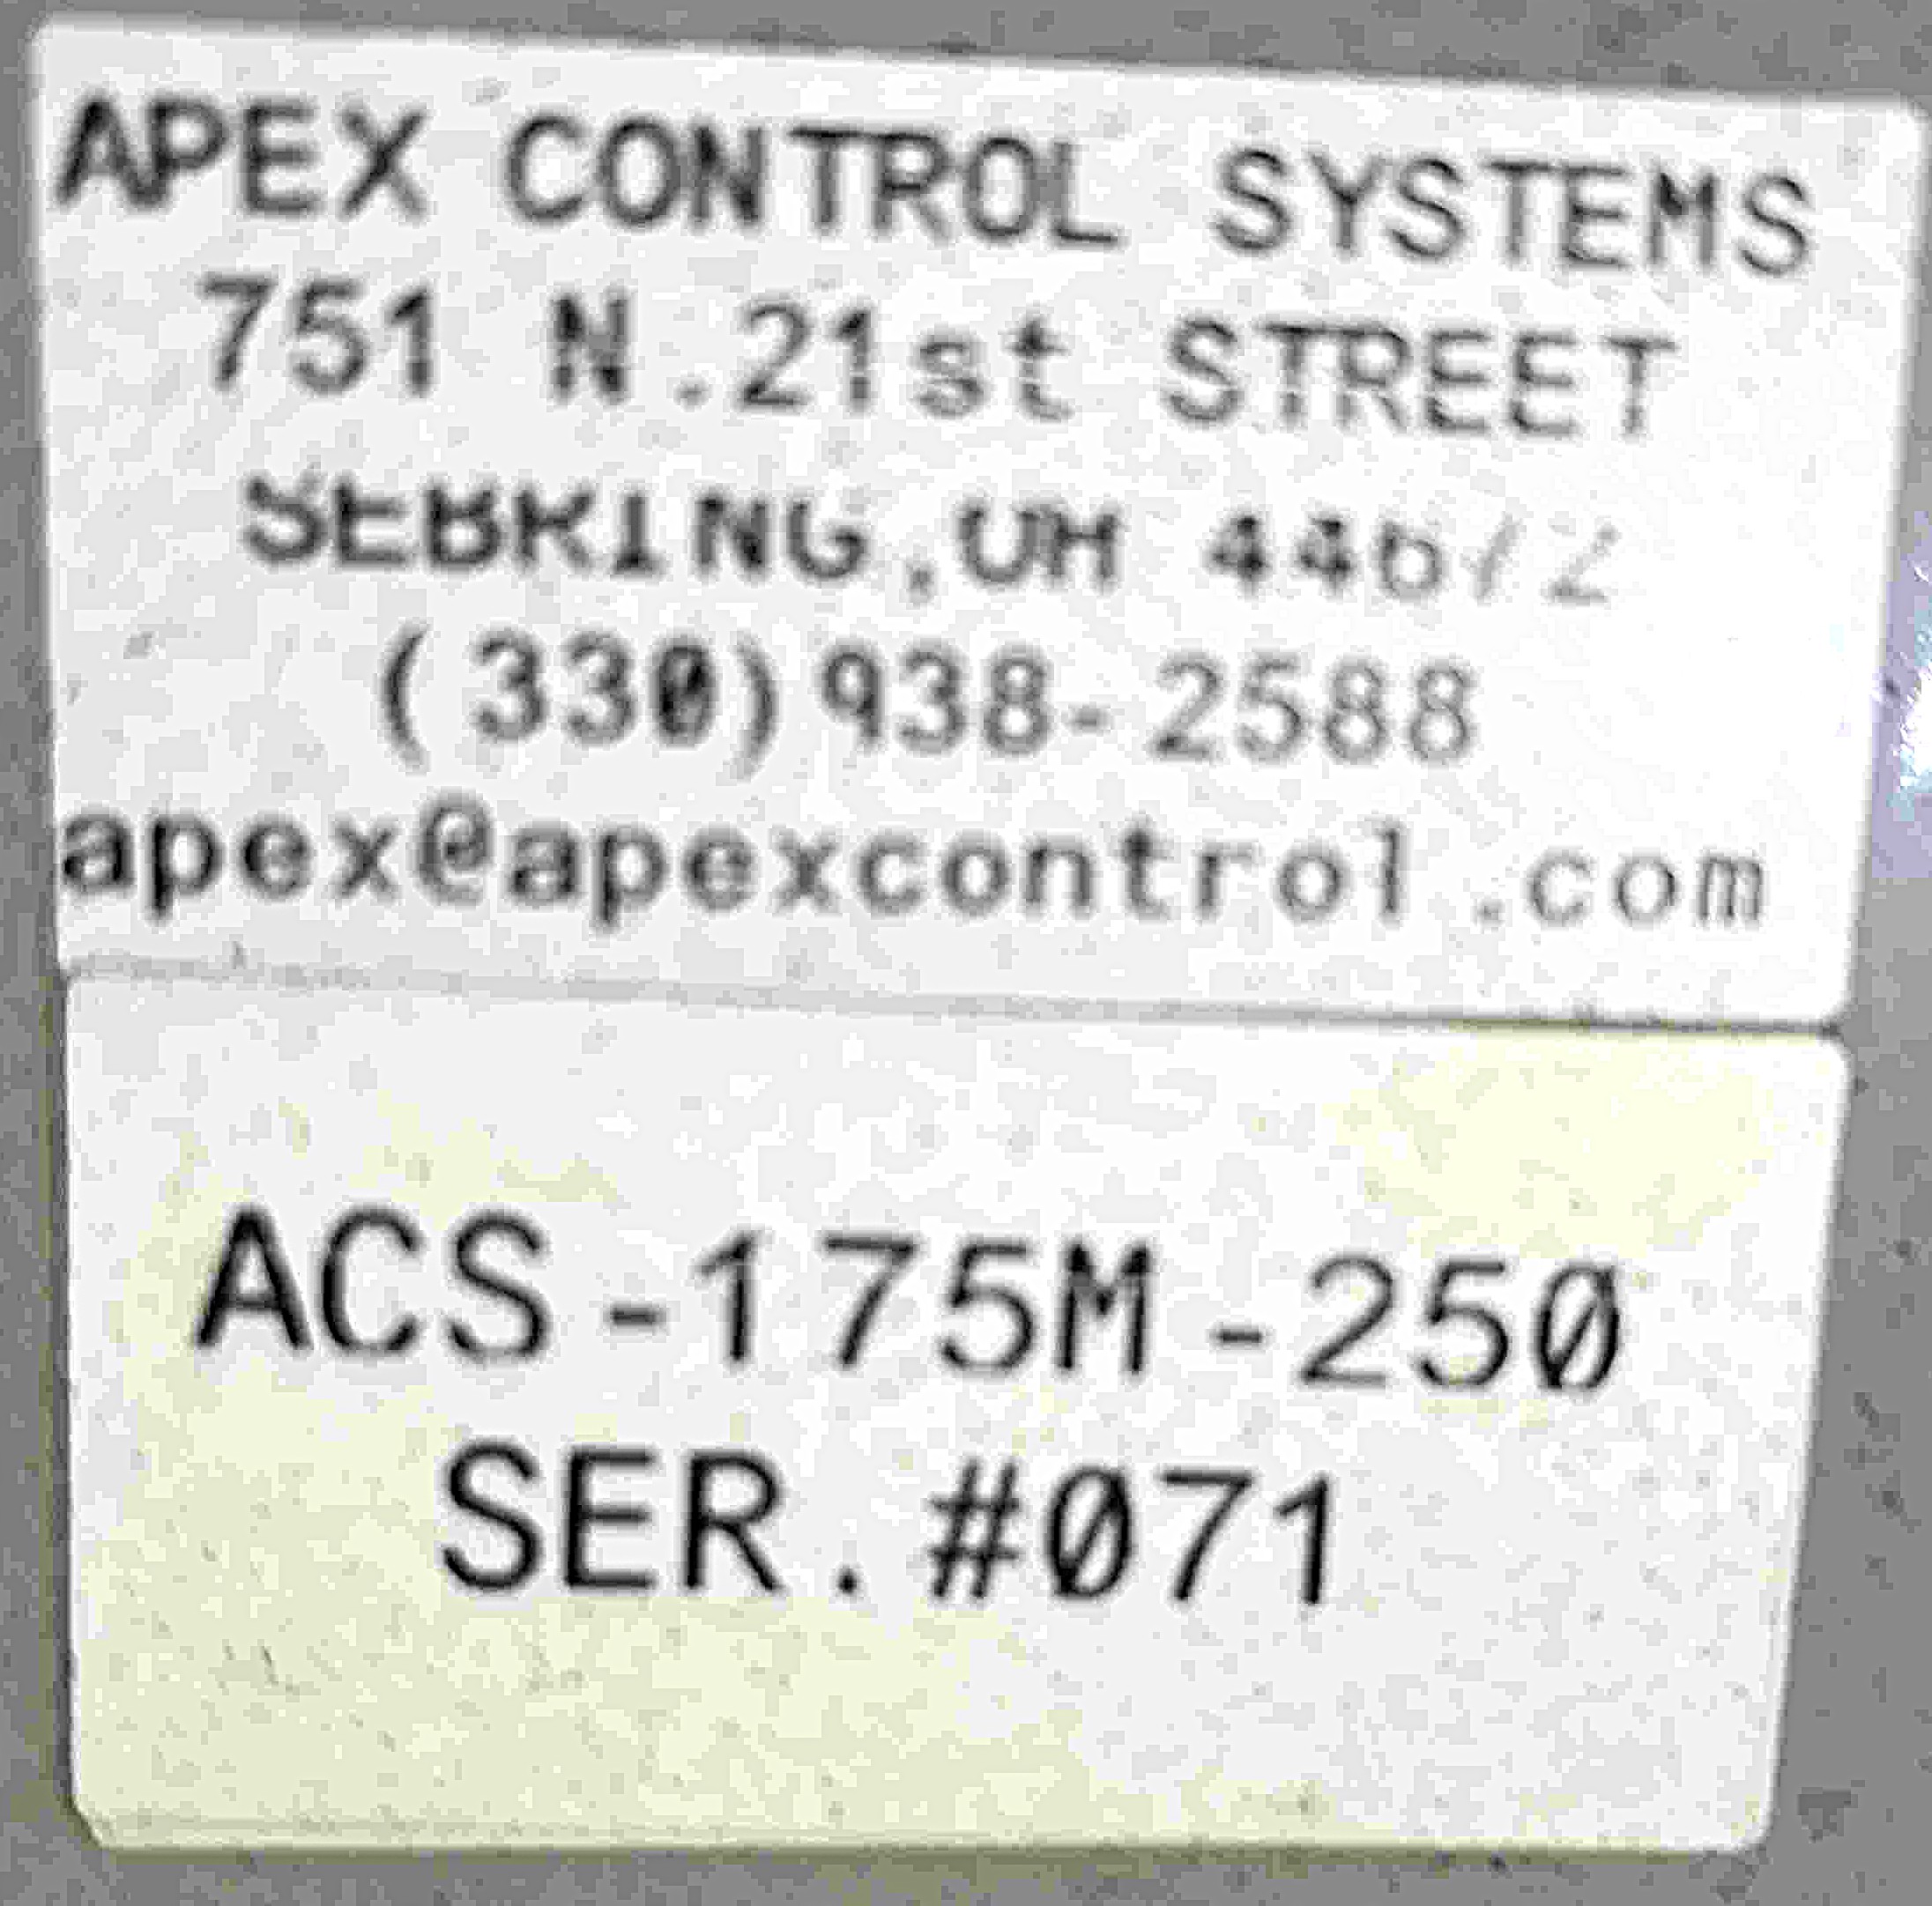 APEX CONTROL SYSTEMS
751 N.21st STREET
SEBRING,OH 44672
(330)938-2588
apex@apexcontrol.com
ACS-175M-250
SER.#071